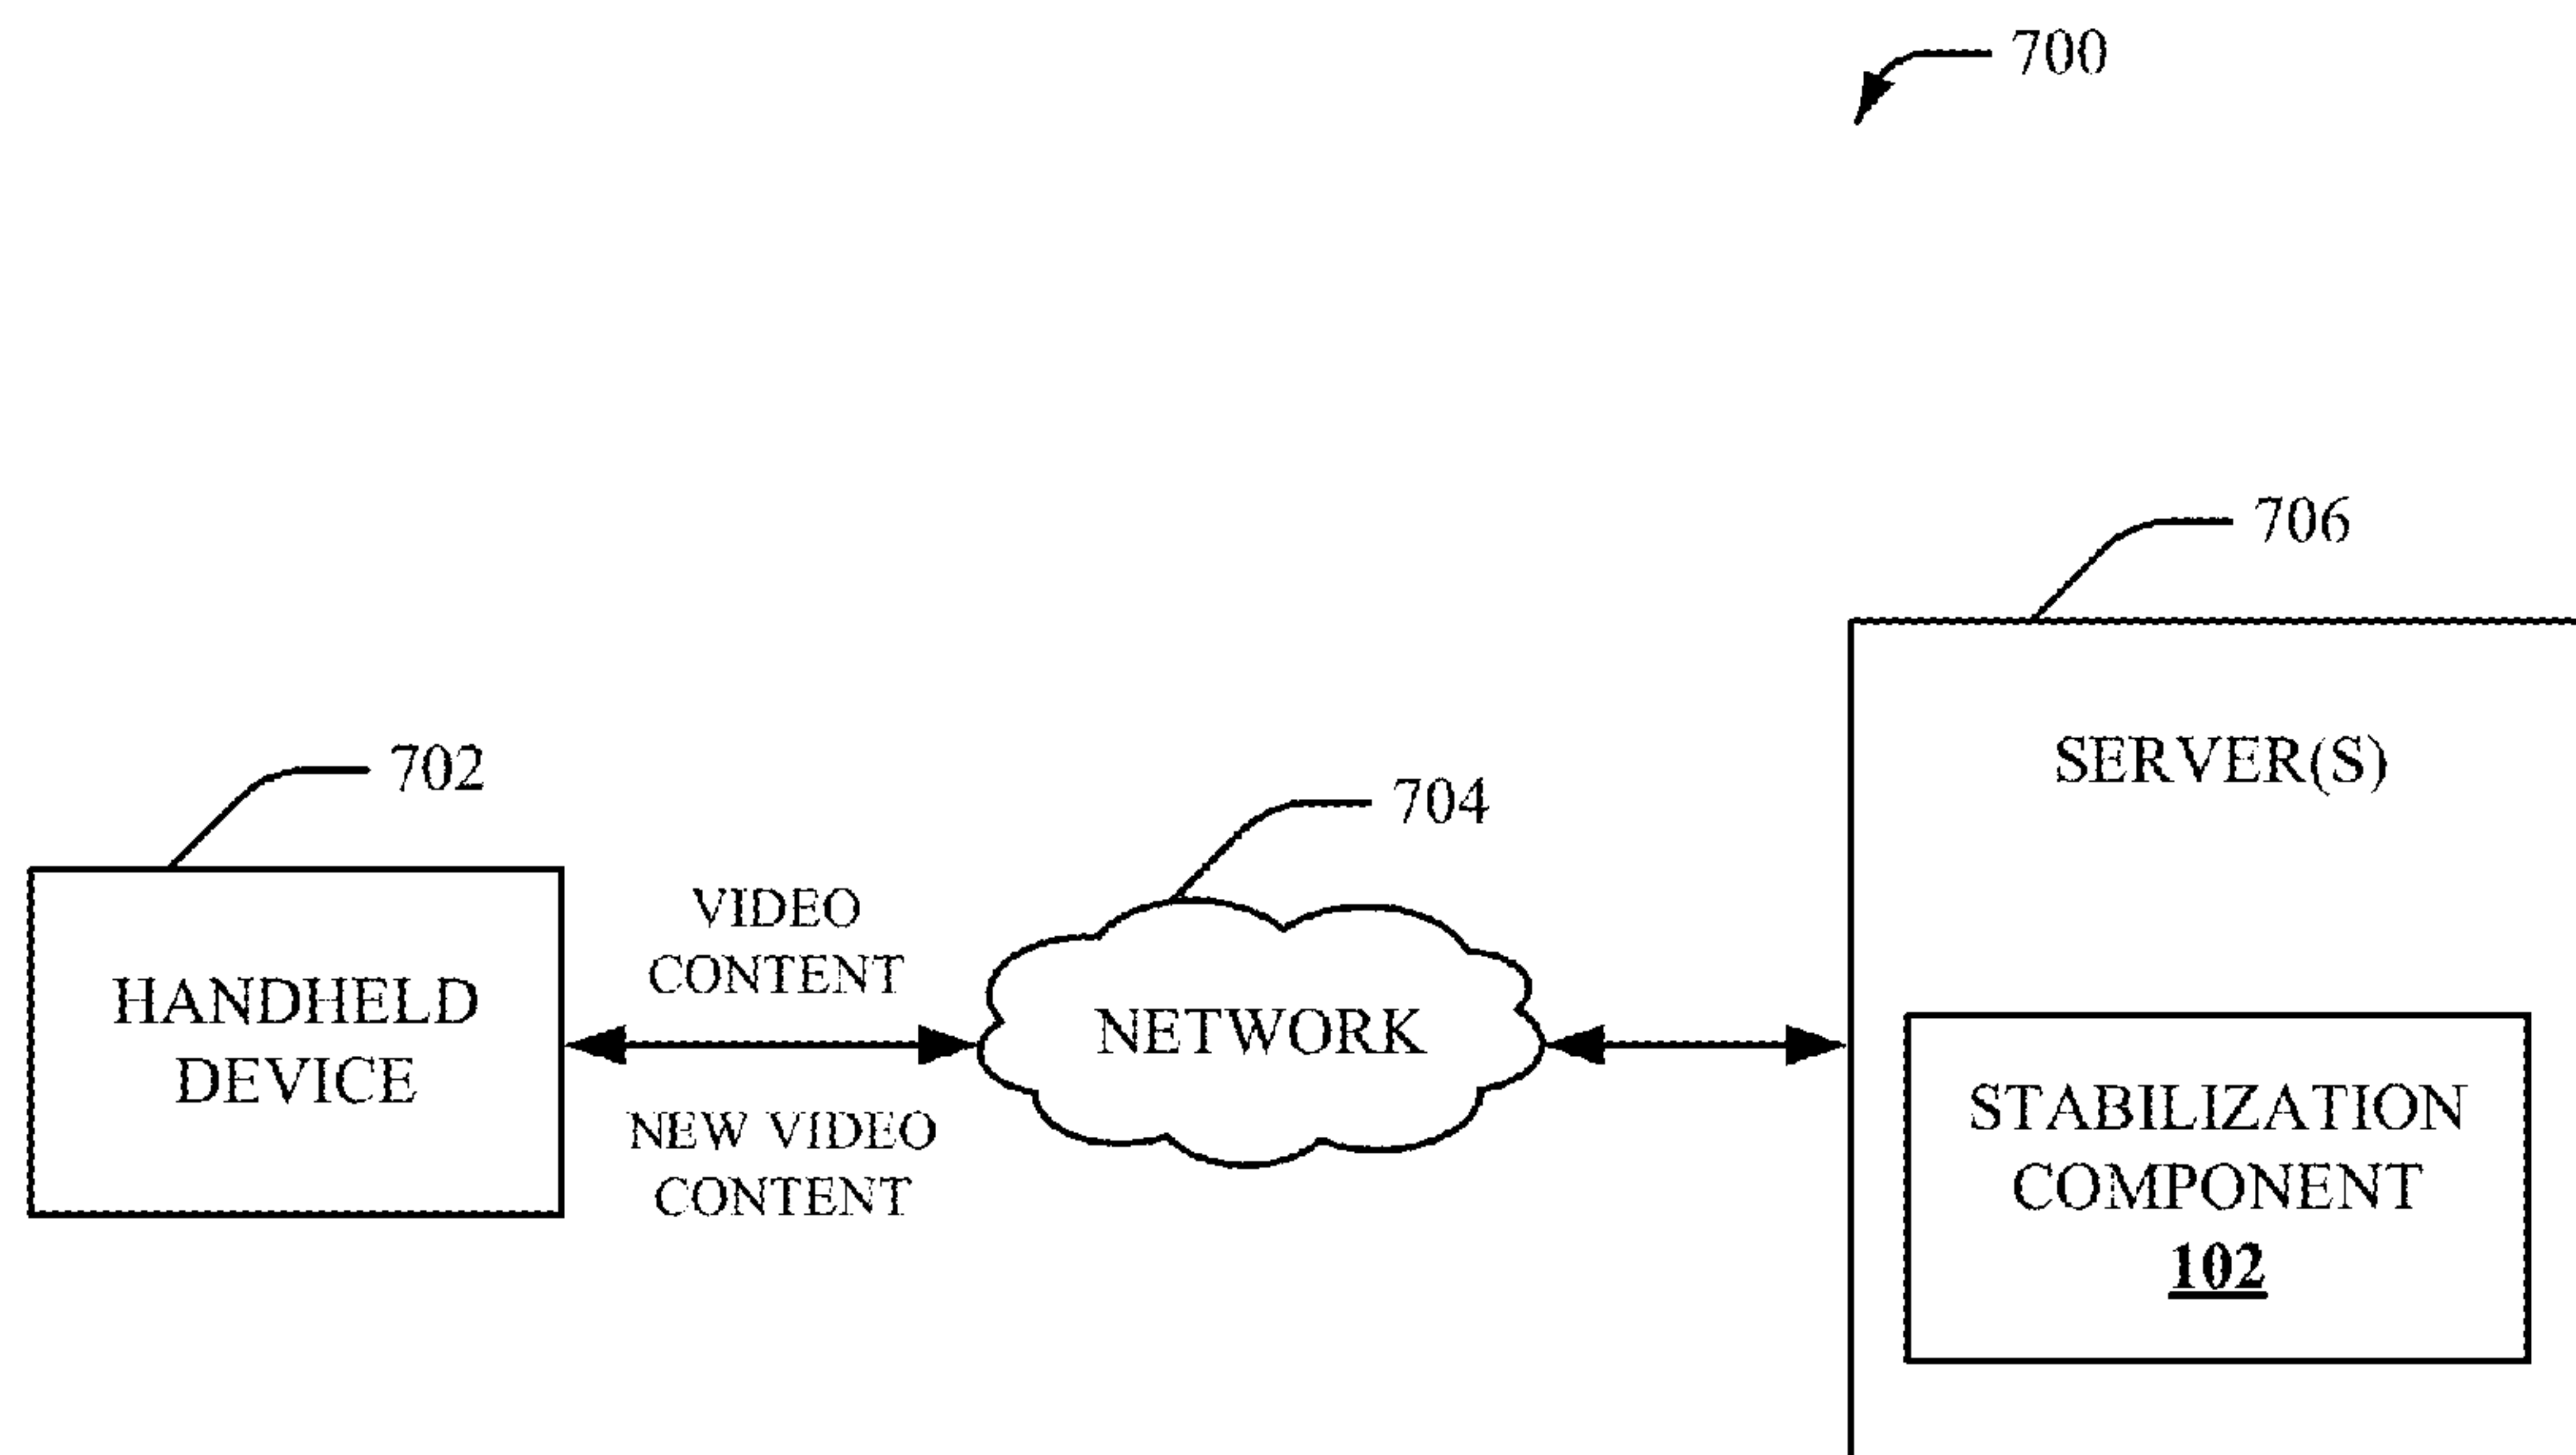 700
706
SERVER(S)
702
704
VIDEO
CONTENT
HANDHELD
DEVICE
NETWORK
NEW VIDEO
CONTENT
STABILIZATION
COMPONENT
102